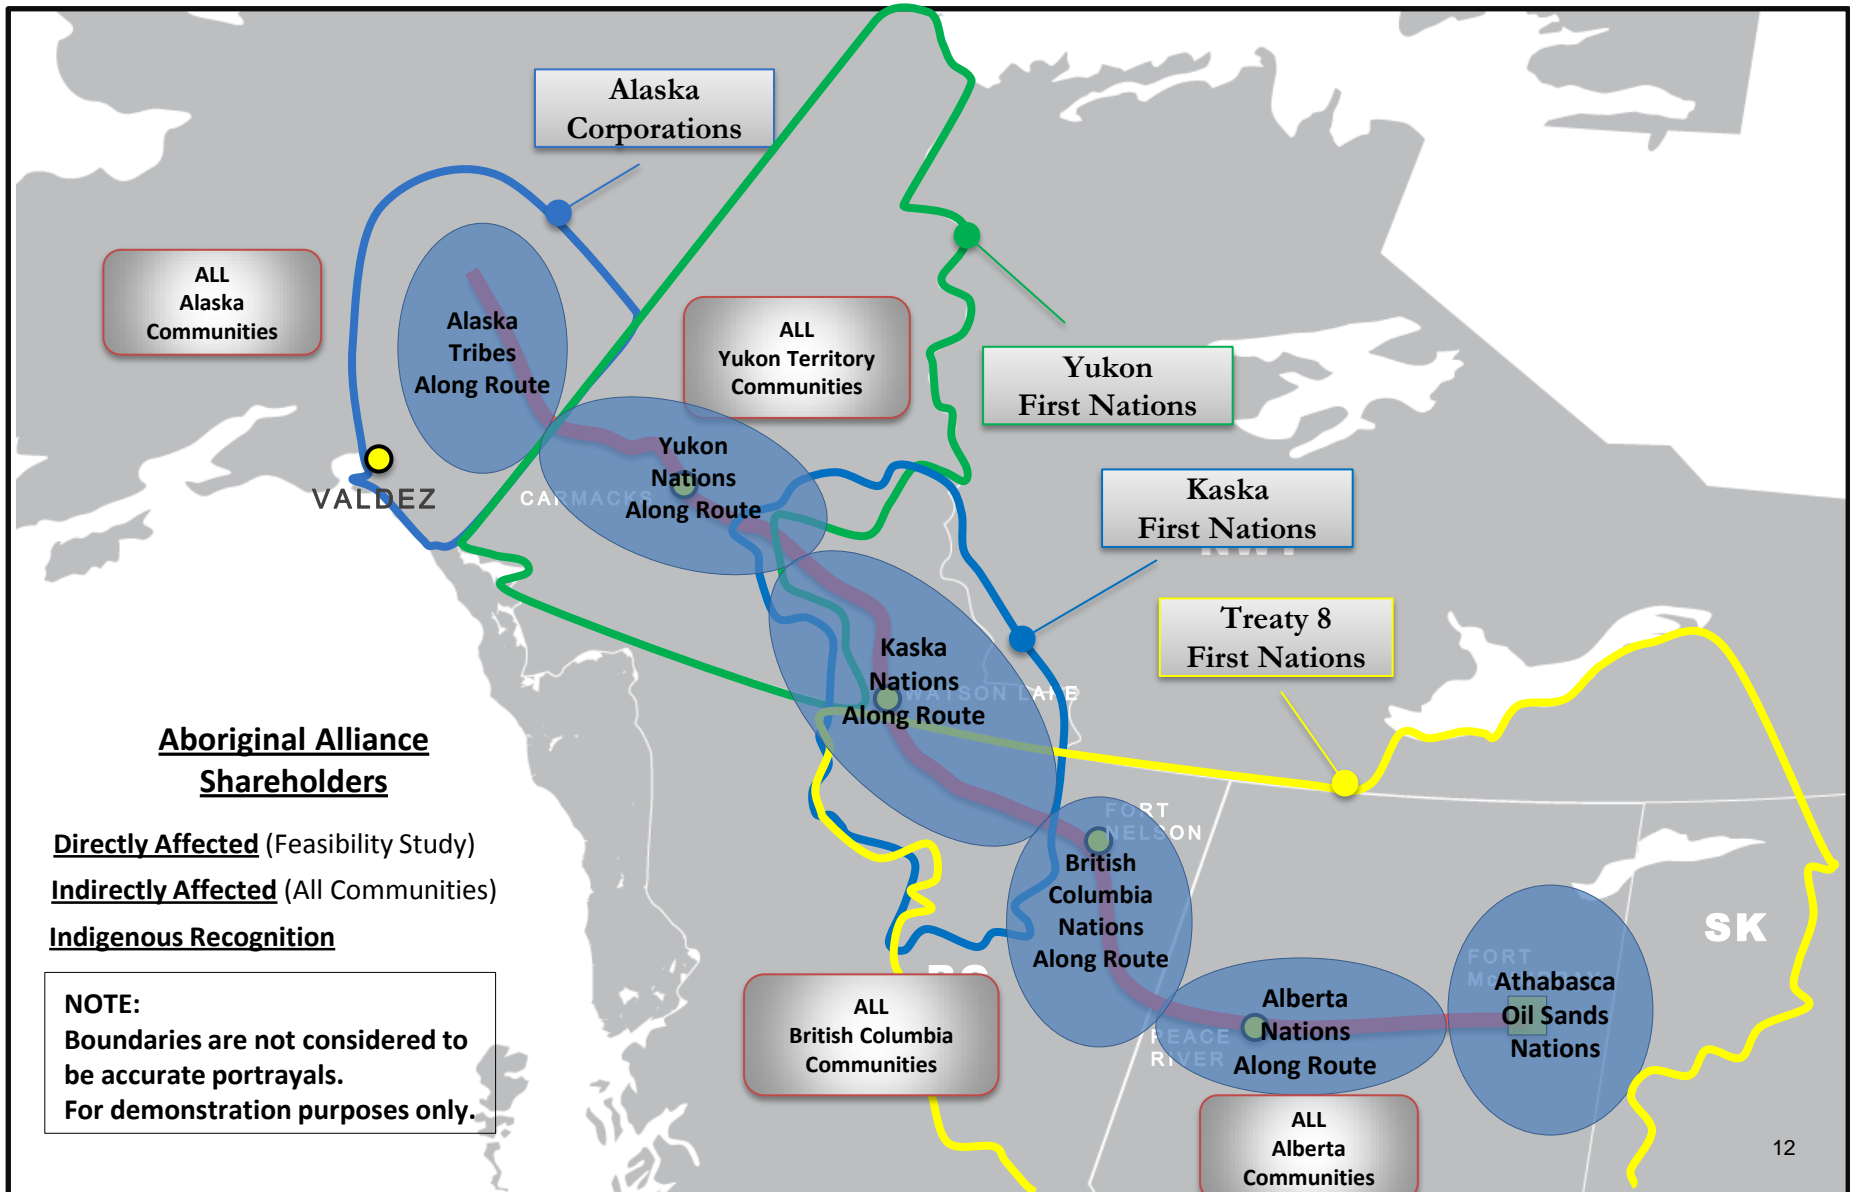 Alaska
Corporations
ALL
Alaska
Communities
Alaska
Tribes
Along Route
ALL
Yukon Territory
Communities
Yukon
First Nations
VALDEZ
CARMACKS
Yukon
Nations
Along Route
Kaska
First Nations
Treaty 8
First Nations
Kaska
Nations
Along Route
WATSON LAKE
Aboriginal Alliance
Shareholders
Directly Affected (Feasibility Study)
Indirectly Affected (All Communities)
Indigenous Recognition
NOTE:
Boundaries are not considered to
be accurate portrayals.
For demonstration purposes only.
FORT
NELSON
British
Columbia
Nations
Along Route
ALL
British Columbia
Communities
PEACE
RIVER
Alberta
Nations
Along Route
ALL
Alberta
Communities
FORT
Athabasca
Oil Sands
Nations
SK
12